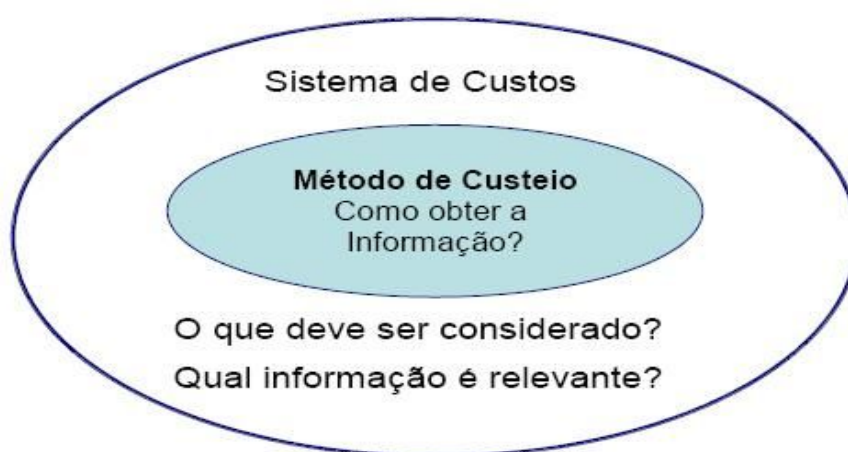 Sistema de Custos
Método de Custeio
Como obter a
Informação?
O que deve ser considerado?
Qual informação é relevante?